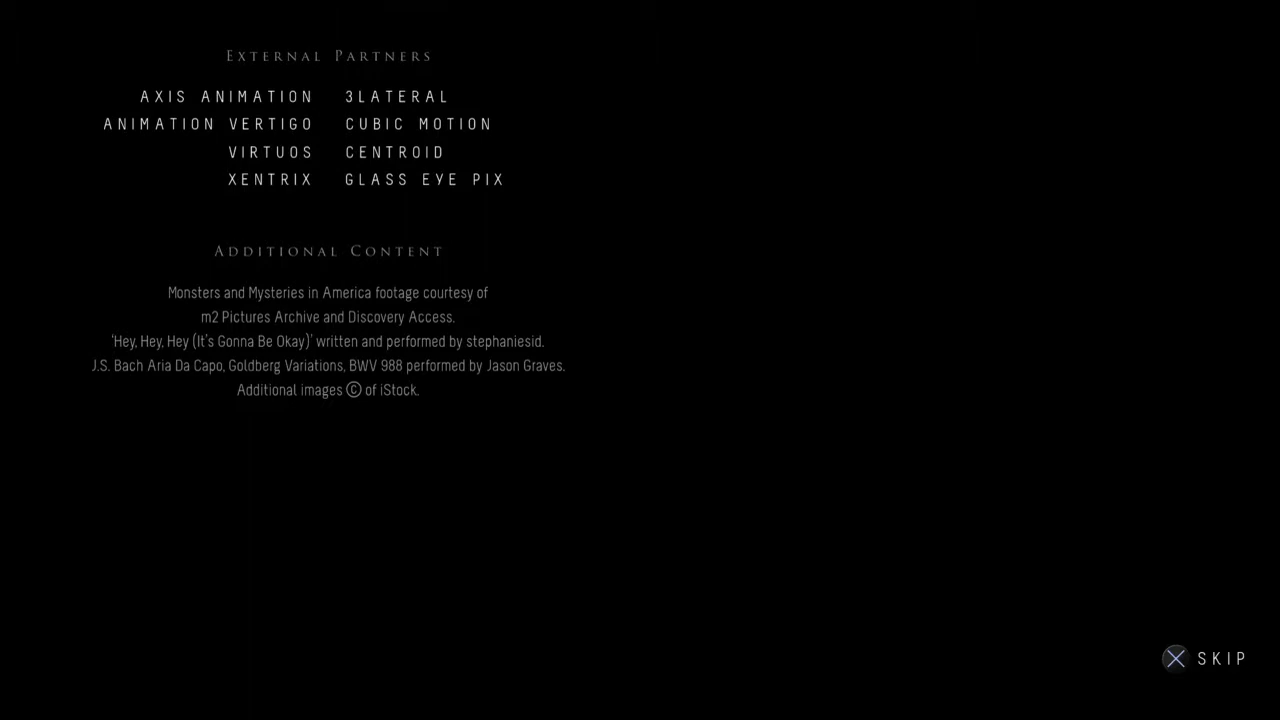 External Partners
AXIS ANIMATION 3LATERAL
ANIMATION VERTIGO CUBIC MOTION
VIRTUOS CENTROID
XENTRIX GLASS EYE PIX
Additional Content
Monsters and Mysteries in America footage courtesy of
m2 Pictures Archive and Discovery Access.
'Hey, Hey, Hey (It's Gonna Be Okay)' written and performed by stephaniesid.
J.S. Bach Aria Da Capo, Goldberg Variations, BWV 988 performed by Jason Graves.
Additional images © of iStock.
SKIP